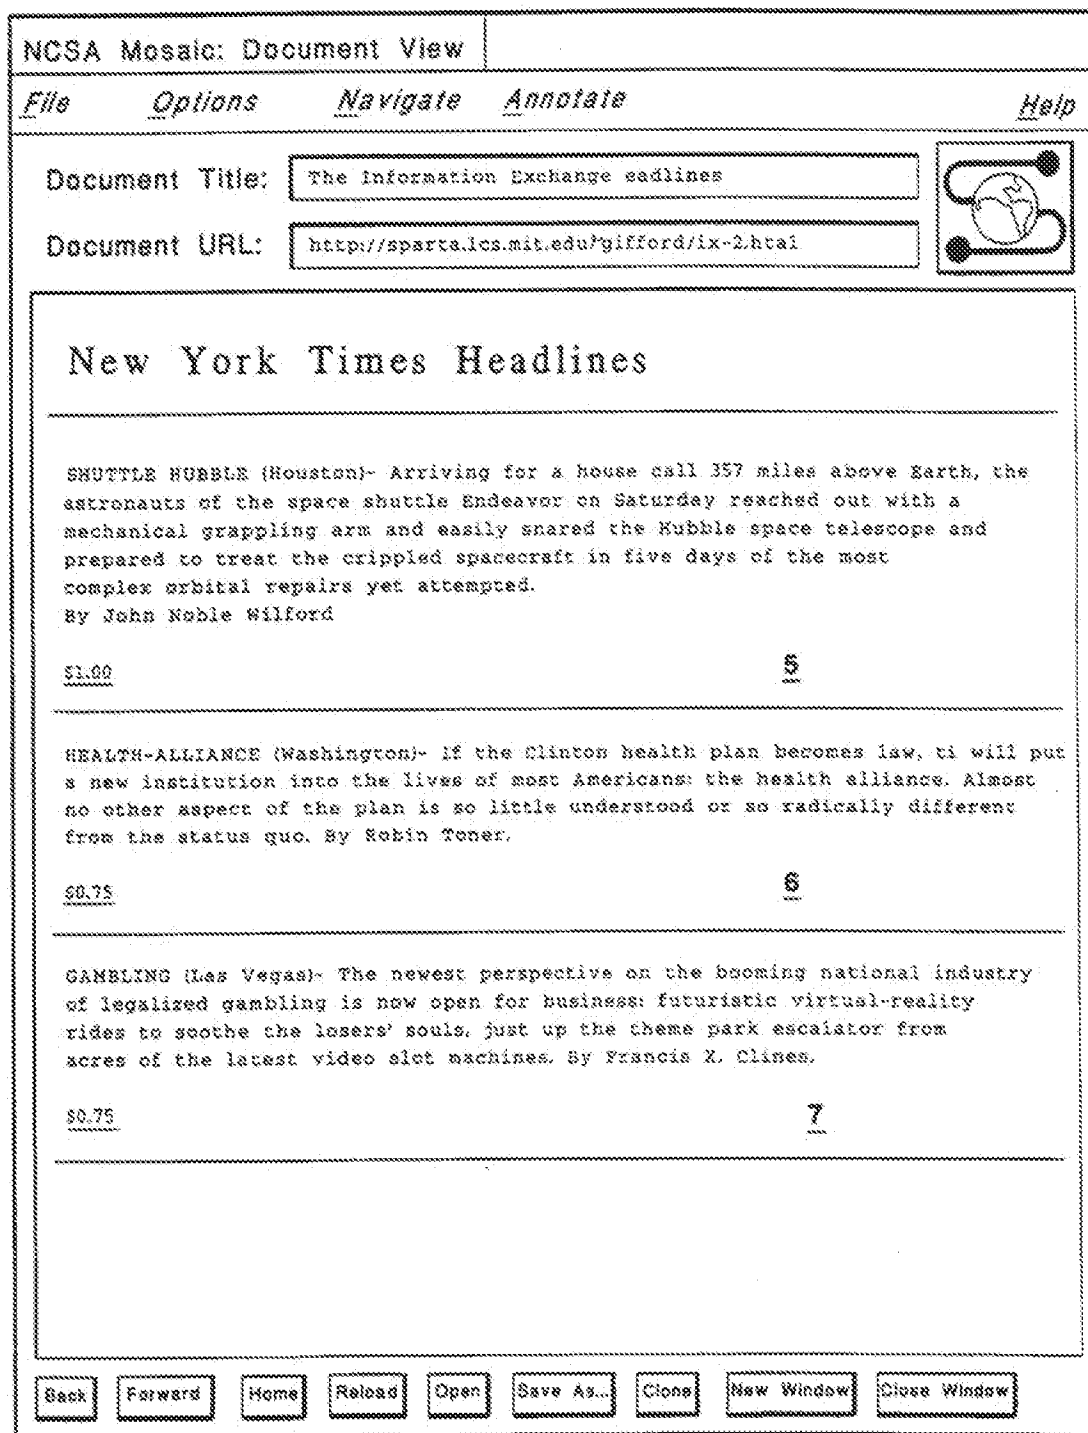 NCSA Mosaic: Document View
File Options Navigate Annotate Help
Document Title: The Information Exchange eadlines
Document URL: http://sparta.lcs.mit.edu/~gifford/ix-2.htal
New York Times Headlines
SHUTTLE HUBBLE (Houston)- Arriving for a house call 357 miles above Earth, the
astronauts of the space shuttle Endeavor on Saturday reached out with a
mechanical grappling arm and easily snared the Hubble space telescope and
prepared to treat the crippled spacecraft in five days of the most
complex orbital repairs yet attempted.
By John Noble Wilford
$1.00 5
HEALTH-ALLIANCE (Washington)- if the Clinton health plan becomes law, ti will put
a new institution into the lives of most Americans: the health alliance. Almost
no other aspect of the plan is so little understood or so radically different
from the status quo. By Robin Toner.
$0.75 6
GAMBLING (Las Vegas)- The newest perspective on the booming national industry
of legalized gambling is now open for business: futuristic virtual-reality
rides to soothe the losers' souls, just up the theme park escalator from
acres of the latest video slot machines. By Francis X. Clines.
$0.75 7
Back Forward Home Reload Open Save As... Clone New Window Close Window